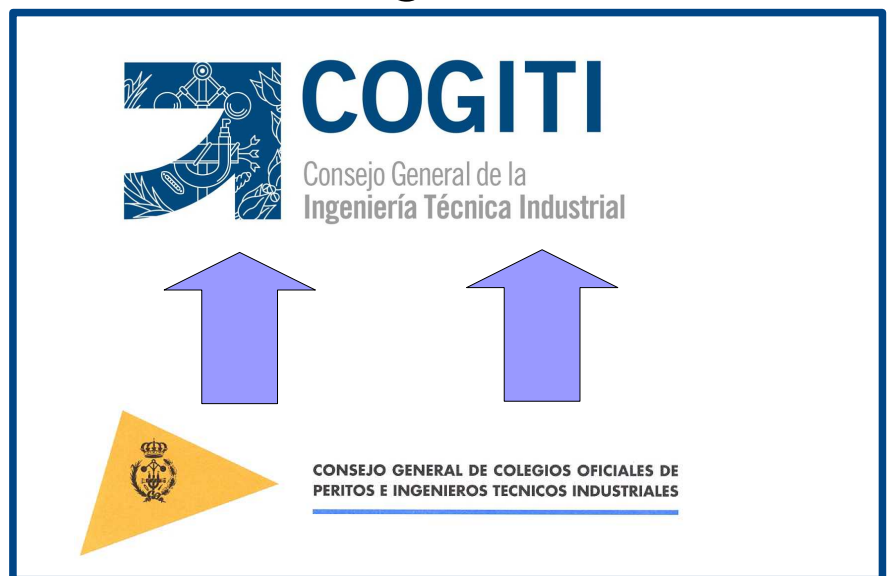 COGITI
Consejo General de la
Ingeniería Técnica Industrial
CONSEJO GENERAL DE COLEGIOS OFICIALES DE
PERITOS E INGENIEROS TECNICOS INDUSTRIALES